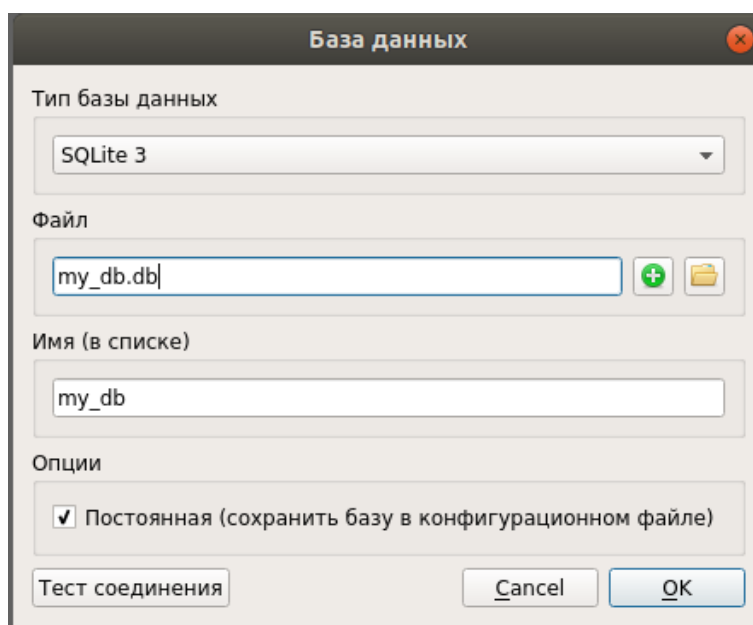 База данных
Тип базы данных
SQLite 3
Файл
my_db.db
Имя (в списке)
my_db
Опции
Постоянная (сохранить базу в конфигурационном файле)
Тест соединения Cancel OK